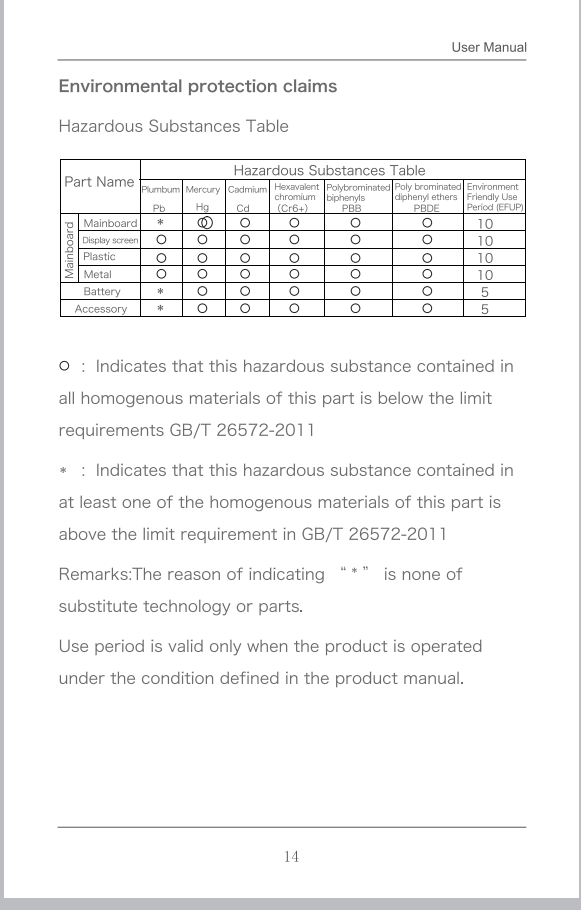 User Manual
Environmental protection claims
Hazardous Substances Table
Part Name
Hazardous Substances Table
Plumbum Pb
Mercury Hg
Cadmium Cd
Hexavalent chromium (Cr6+)
Polybrominated biphenyls PBB
Poly brominated diphenyl ethers PBDE
Environment Friendly Use Period (EFUP)
Mainboard
Mainboard * ○ ○ ○ ○ ○ 10
Display screen ○ ○ ○ ○ ○ ○ 10
Plastic ○ ○ ○ ○ ○ ○ 10
Metal ○ ○ ○ ○ ○ ○ 10
Battery * ○ ○ ○ ○ ○ 5
Accessory * ○ ○ ○ ○ ○ 5
○ : Indicates that this hazardous substance contained in
all homogenous materials of this part is below the limit
requirements GB/T 26572-2011
* : Indicates that this hazardous substance contained in
at least one of the homogenous materials of this part is
above the limit requirement in GB/T 26572-2011
Remarks:The reason of indicating “ * ” is none of
substitute technology or parts.
Use period is valid only when the product is operated
under the condition defined in the product manual.
14